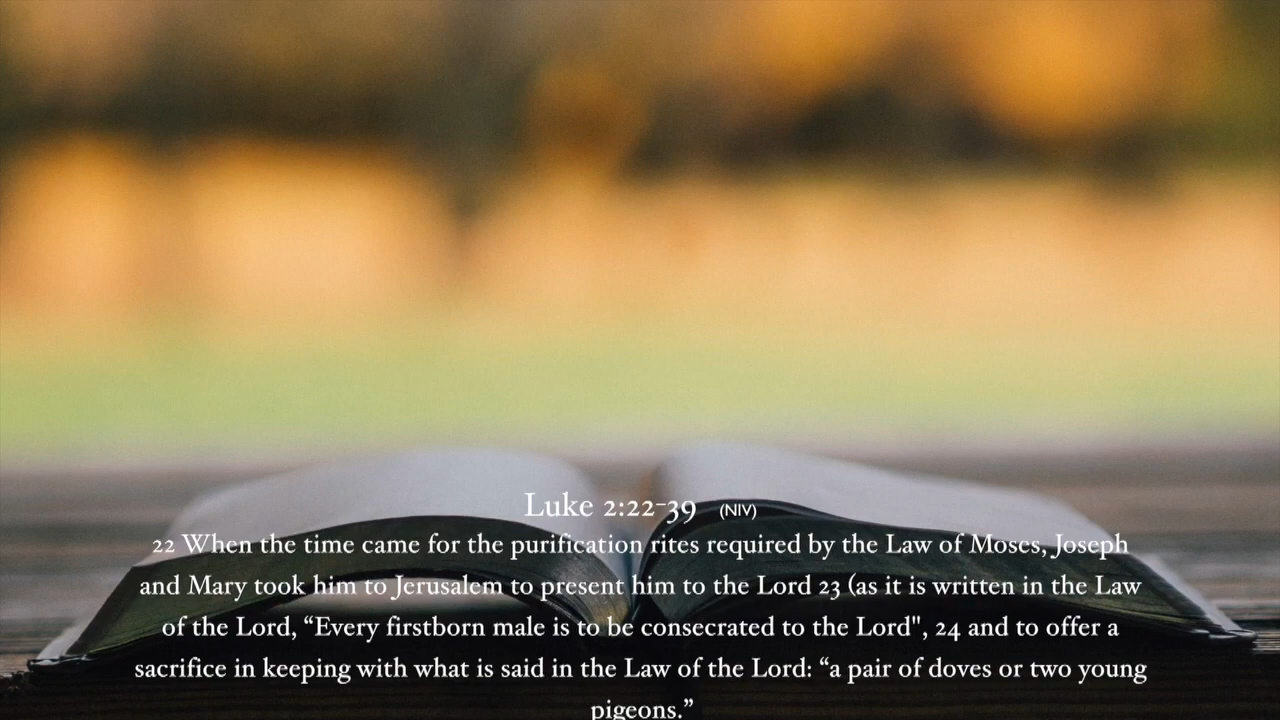 Luke 2:22-39 (NIV)
22 When the time came for the purification rites required by the Law of Moses, Joseph
and Mary took him to Jerusalem to present him to the Lord 23 (as it is written in the Law
of the Lord, “Every firstborn male is to be consecrated to the Lord", 24 and to offer a
sacrifice in keeping with what is said in the Law of the Lord: “a pair of doves or two young
pigeons.”